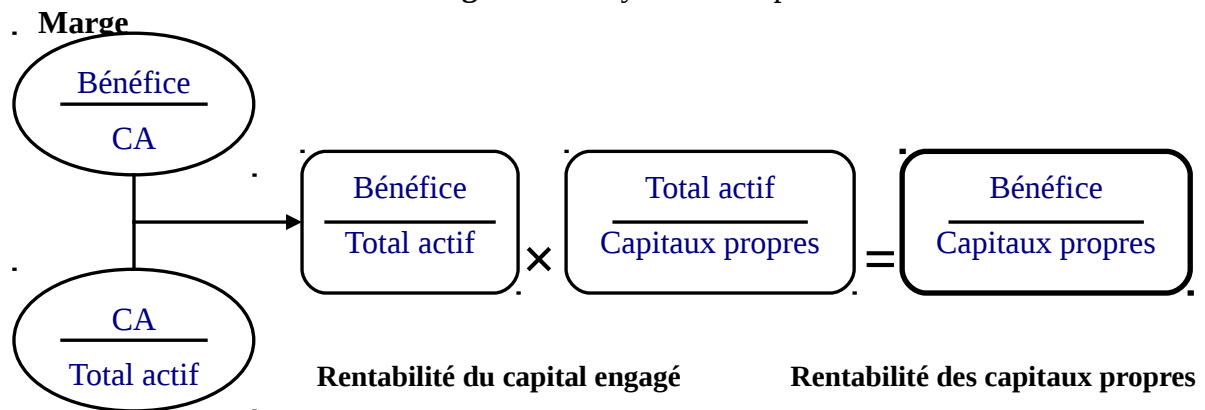 Marge
Bénéfice
CA
CA
Total actif
Bénéfice
Total actif
×
Total actif
Capitaux propres
=
Bénéfice
Capitaux propres
Rentabilité du capital engagé
Rentabilité des capitaux propres